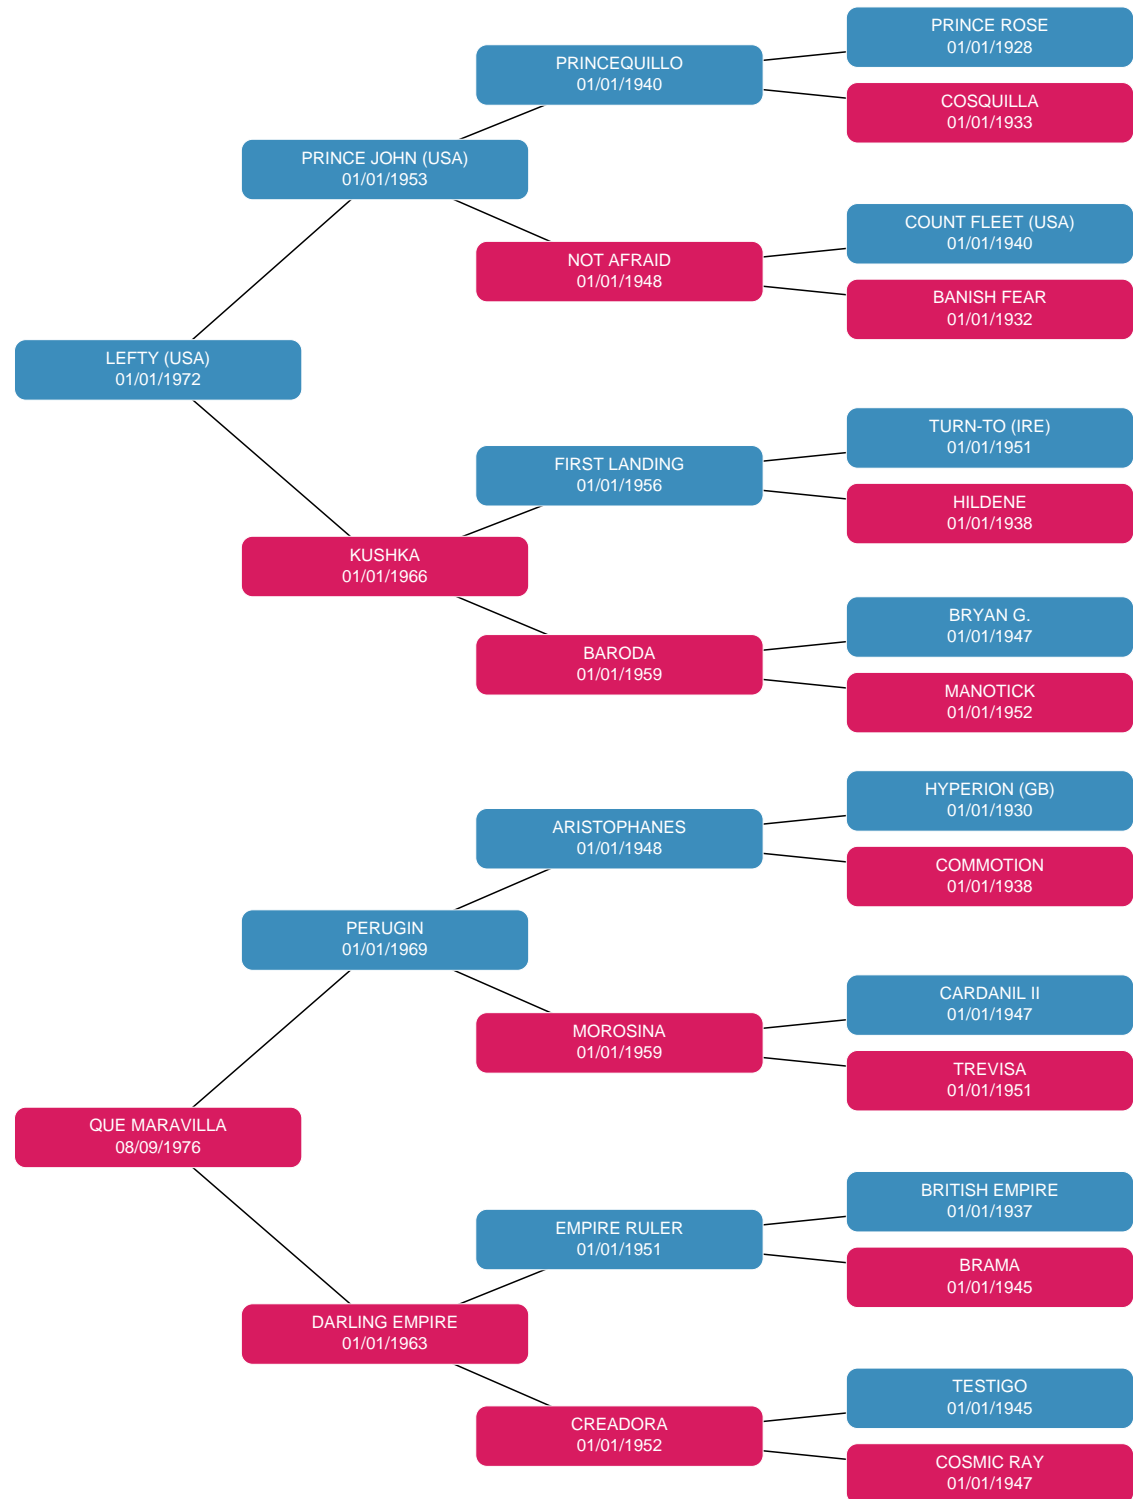 PRINCE ROSE
01/01/1928
PRINCEQUILLO
01/01/1940
COSQUILLA
01/01/1933
PRINCE JOHN (USA)
01/01/1953
COUNT FLEET (USA)
01/01/1940
NOT AFRAID
01/01/1948
BANISH FEAR
01/01/1932
LEFTY (USA)
01/01/1972
TURN-TO (IRE)
01/01/1951
FIRST LANDING
01/01/1956
HILDENE
01/01/1938
KUSHKA
01/01/1966
BRYAN G.
01/01/1947
BARODA
01/01/1959
MANOTICK
01/01/1952
HYPERION (GB)
01/01/1930
ARISTOPHANES
01/01/1948
COMMOTION
01/01/1938
PERUGIN
01/01/1969
CARDANIL II
01/01/1947
MOROSINA
01/01/1959
TREVISA
01/01/1951
QUE MARAVILLA
08/09/1976
BRITISH EMPIRE
01/01/1937
EMPIRE RULER
01/01/1951
BRAMA
01/01/1945
DARLING EMPIRE
01/01/1963
TESTIGO
01/01/1945
CREADORA
01/01/1952
COSMIC RAY
01/01/1947